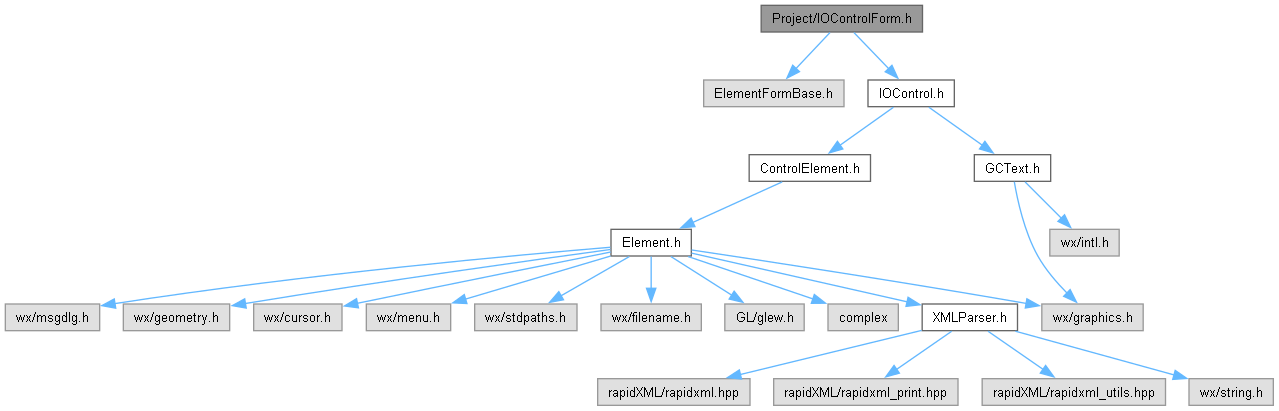 Project/IOControlForm.h
ElementFormBase.h
IOControl.h
ControlElement.h
GCText.h
Element.h
wx/intl.h
wx/msgdlg.h
wx/geometry.h
wx/cursor.h
wx/menu.h
wx/stdpaths.h
wx/filename.h
GL/glew.h
complex
XMLParser.h
wx/graphics.h
rapidXML/rapidxml.hpp
rapidXML/rapidxml_print.hpp
rapidXML/rapidxml_utils.hpp
wx/string.h